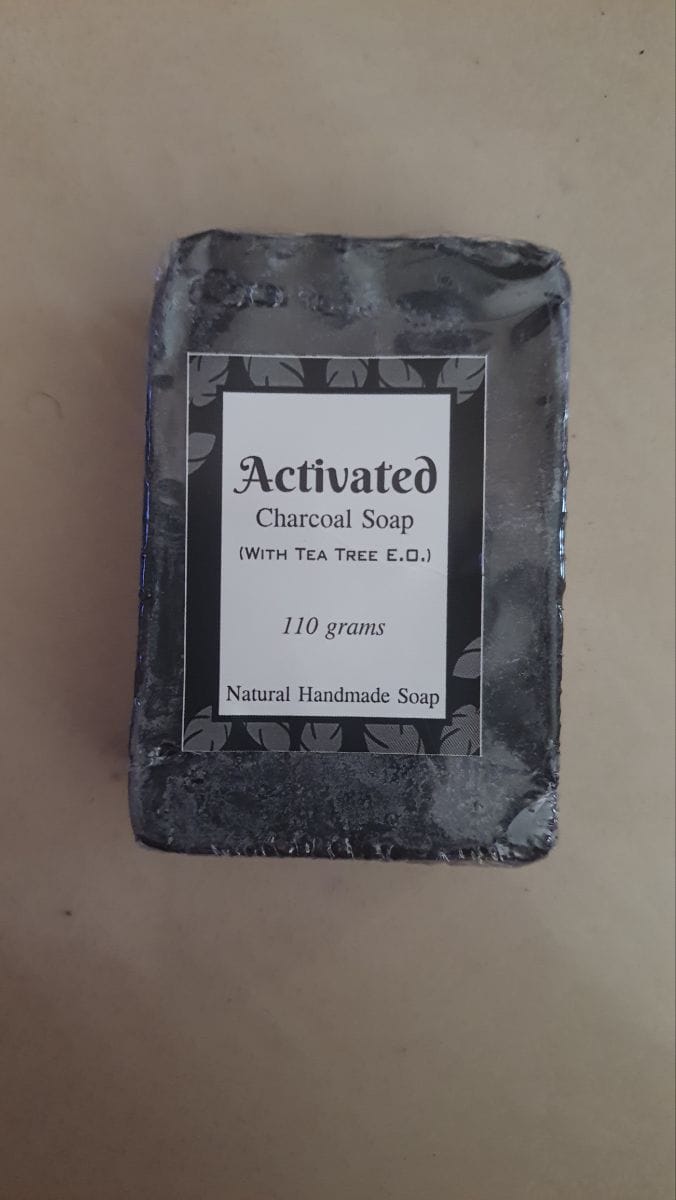 Activated
Charcoal Soap
(With Tea Tree E.O.)
110 grams
Natural Handmade Soap